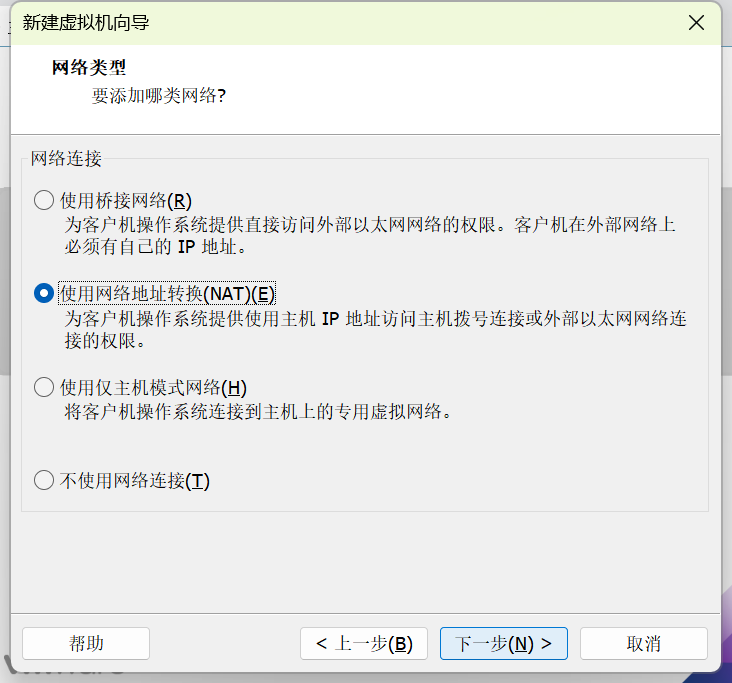 新建虚拟机向导
网络类型
要添加哪类网络?
网络连接
使用桥接网络(R)
为客户机操作系统提供直接访问外部以太网网络的权限。客户机在外部网络上
必须有自己的 IP 地址。
使用网络地址转换(NAT)(E)
为客户机操作系统提供使用主机 IP 地址访问主机拨号连接或外部以太网网络连
接的权限。
使用仅主机模式网络(H)
将客户机操作系统连接到主机上的专用虚拟网络。
不使用网络连接(T)
帮助
< 上一步(B)
下一步(N) >
取消